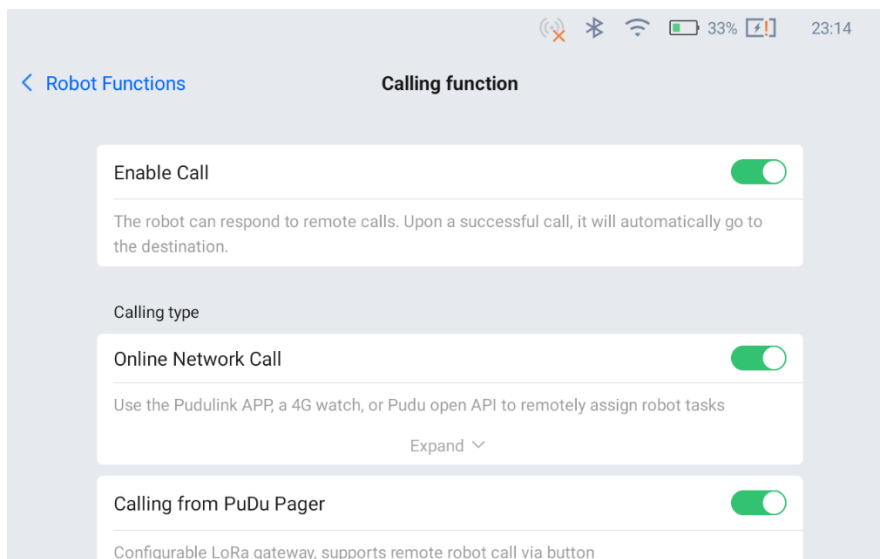 33% 23:14
Robot Functions Calling function
Enable Call
The robot can respond to remote calls. Upon a successful call, it will automatically go to
the destination.
Calling type
Online Network Call
Use the Pudulink APP, a 4G watch, or Pudu open API to remotely assign robot tasks
Expand
Calling from PuDu Pager
Configurable LoRa gateway, supports remote robot call via button